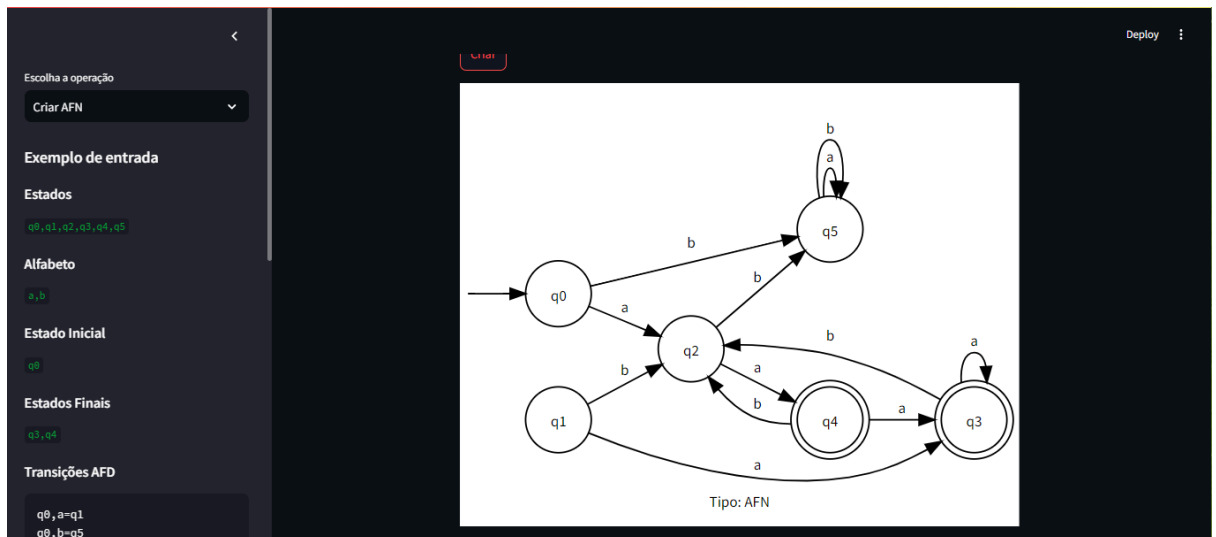 Deploy
Escolha a operação
Criar AFN
Exemplo de entrada
Estados
q0,q1,q2,q3,q4,q5
Alfabeto
a,b
Estado Inicial
q0
Estados Finais
q3,q4
Transições AFD
q0,a=q1
q0,b=q5
Criar
b
a
q5
b
q0
b
a
b
q2
a
a
b
b
a
q1
q4
q3
a
Tipo: AFN